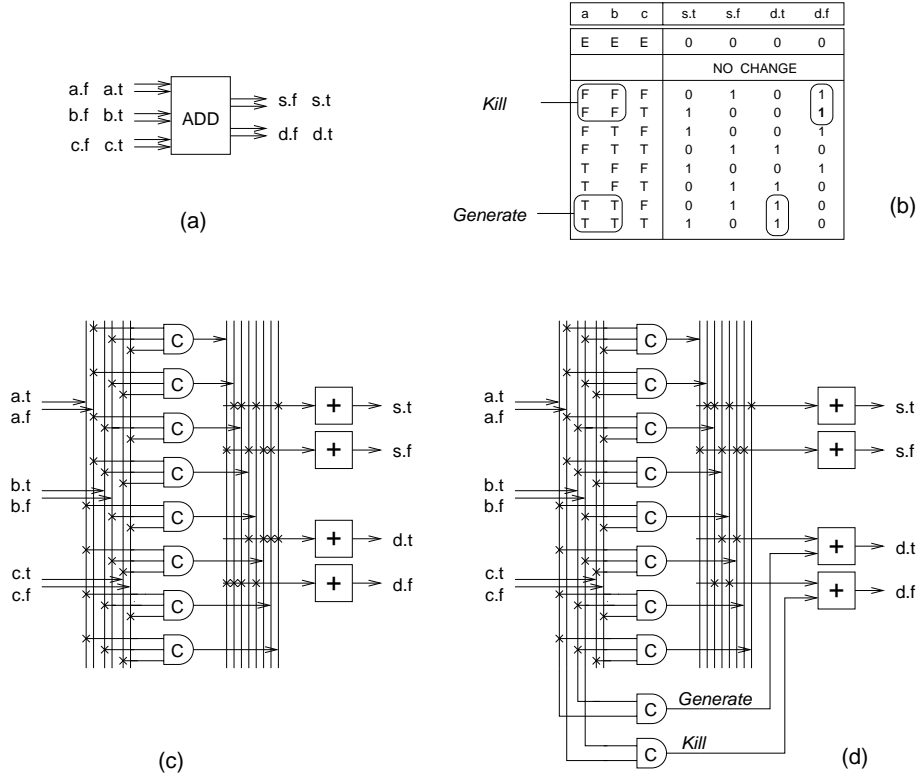 a.f a.t
b.f b.t
c.f c.t
ADD
s.f s.t
d.f d.t
(a)
a b c s.t s.f d.t d.f
E E E 0 0 0 0
NO CHANGE
F F F 0 1 0 1
F F T 1 0 0 1
F T F 1 0 0 1
F T T 0 1 1 0
T F F 1 0 0 1
T F T 0 1 1 0
T T F 0 1 1 0
T T T 1 0 1 0
Kill
Generate
(b)
a.t
a.f
b.t
b.f
c.t
c.f
C
C
C
C
C
C
C
C
+
+
+
+
s.t
s.f
d.t
d.f
(c)
a.t
a.f
b.t
b.f
c.t
c.f
C
C
C
C
C
C
C
C
C
C
Generate
Kill
+
+
+
+
s.t
s.f
d.t
d.f
(d)